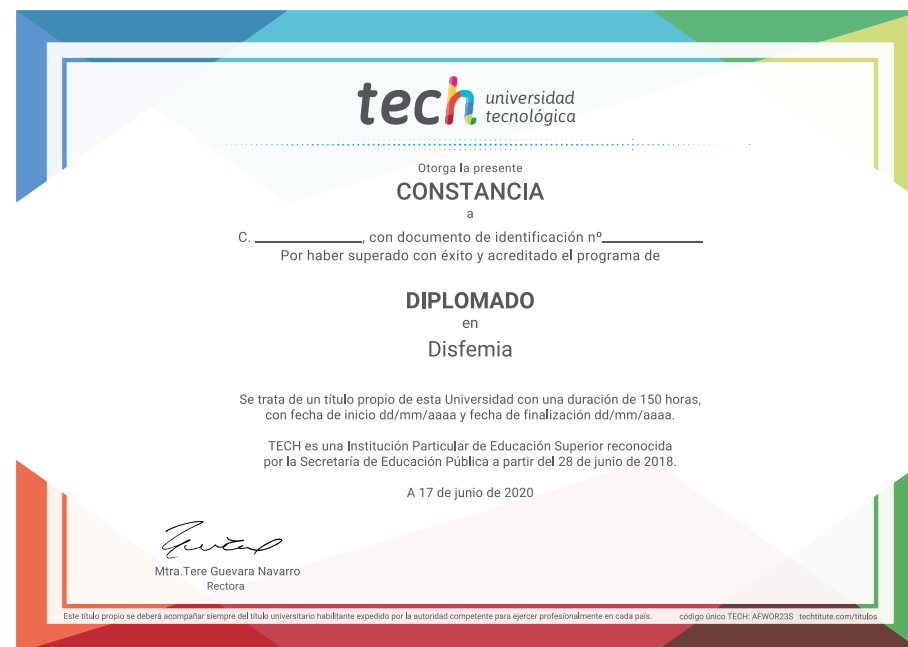 tech universidad
tecnológica
Otorga la presente
CONSTANCIA
a
C. ____________, con documento de identificación nº____________
Por haber superado con éxito y acreditado el programa de
DIPLOMADO
en
Disfemia
Se trata de un título propio de esta Universidad con una duración de 150 horas,
con fecha de inicio dd/mm/aaaa y fecha de finalización dd/mm/aaaa.
TECH es una Institución Particular de Educación Superior reconocida
por la Secretaría de Educación Pública a partir del 28 de junio de 2018.
A 17 de junio de 2020
Mtra.Tere Guevara Navarro
Rectora
Este título propio se deberá acompañar siempre del título universitario habilitante expedido por la autoridad competente para ejercer profesionalmente en cada país. código único TECH: AFWOR23S techtitute.com/titulos